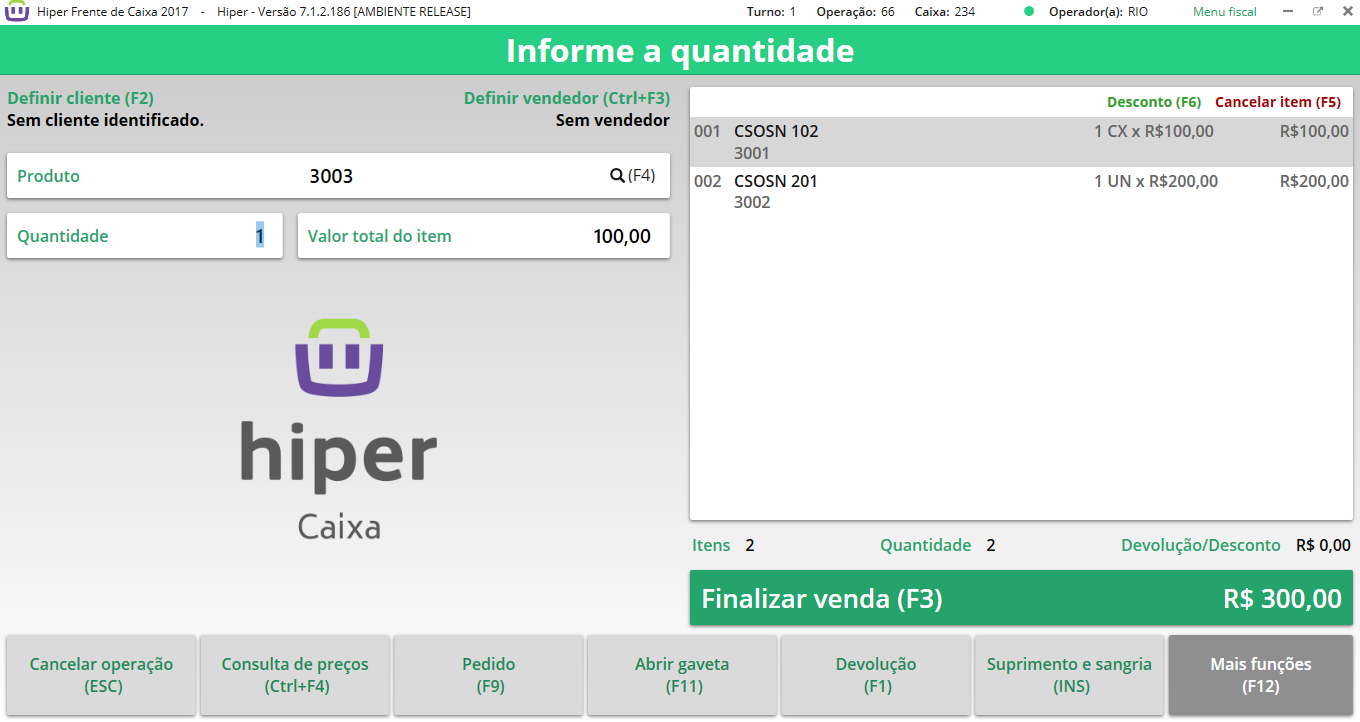 Hiper Frente de Caixa 2017 - Hiper - Versão 7.1.2.186 [AMBIENTE RELEASE] Turno: 1 Operação: 66 Caixa: 234 Operador(a): RIO Menu fiscal
Informe a quantidade
Definir cliente (F2) Definir vendedor (Ctrl+F3)
Sem cliente identificado. Sem vendedor
Produto 3003 (F4)
Quantidade 1 Valor total do item 100,00
hiper
Caixa
Desconto (F6) Cancelar item (F5)
001 CSOSN 102 1 CX x R$100,00 R$100,00
3001
002 CSOSN 201 1 UN x R$200,00 R$200,00
3002
Itens 2 Quantidade 2 Devolução/Desconto R$ 0,00
Finalizar venda (F3) R$ 300,00
Cancelar operação
(ESC)
Consulta de preços
(Ctrl+F4)
Pedido
(F9)
Abrir gaveta
(F11)
Devolução
(F1)
Suprimento e sangria
(INS)
Mais funções
(F12)